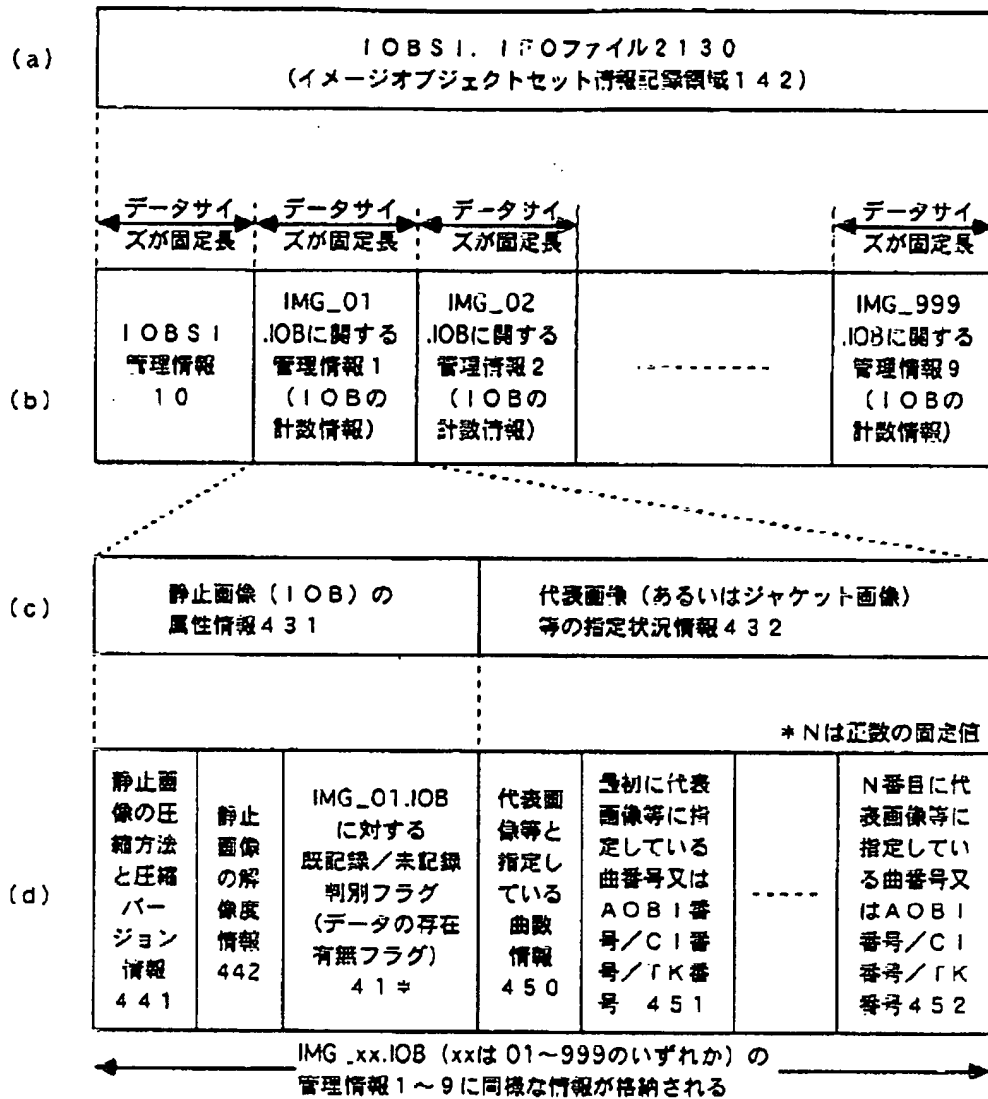 (a)
IOBSI. IFOファイル2130
(イメージオブジェクトセット情報記録領域142)
データサイ
ズが固定長
データサイ
ズが固定長
データサイ
ズが固定長
データサイ
ズが固定長
(b)
IOBSI
管理情報
10
IMG_01
.IOBに関する
管理情報1
(IOBの
計数情報)
IMG_02
.IOBに関する
管理情報2
(IOBの
計数情報)
IMG_999
.IOBに関する
管理情報9
(IOBの
計数情報)
(c)
静止画像(IOB)の
属性情報431
代表画像(あるいはジャケット画像)
等の指定状況情報432
*Nは正数の固定値
(d)
静止画
像の圧
縮方法
と圧縮
バー
ジョン
情報
441
静止
画像
の解
像度
情報
442
IMG_01.IOB
に対する
既記録/未記録
判別フラグ
(データの存在
有無フラグ)
代表画
像等と
指定し
ている
曲数
情報
450
最初に代表
画像等に指
定している
曲番号又は
AOBI番
号/CI番
号/TK番
号 451
N番目に代
表画像等に
指定してい
る曲番号又
はAOBI
番号/CI
番号/TK
番号452
IMG_xx.IOB (xxは01~999のいずれか)の
管理情報1~9に同様な情報が格納される